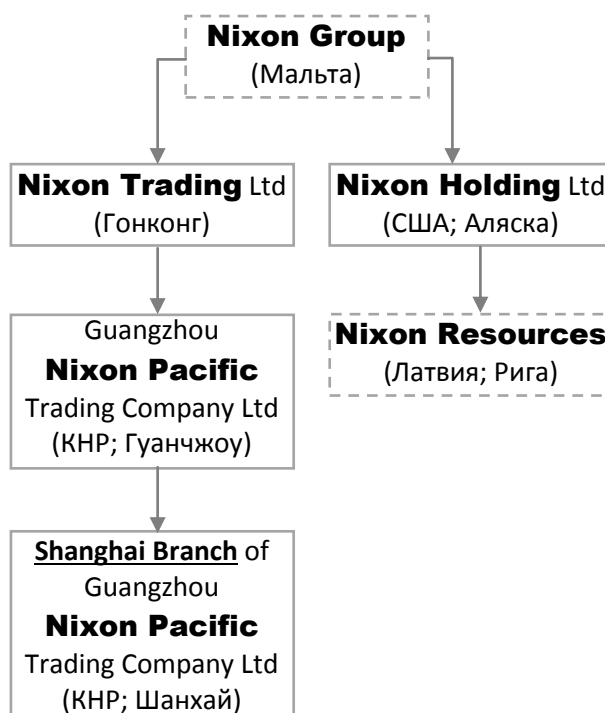 Nixon Group
(Мальта)
Nixon Trading Ltd
(Гонконг)
Nixon Holding Ltd
(США; Аляска)
Guangzhou
Nixon Pacific
Trading Company Ltd
(КНР; Гуанчжоу)
Nixon Resources
(Латвия; Рига)
Shanghai Branch of
Guangzhou
Nixon Pacific
Trading Company Ltd
(КНР; Шанхай)